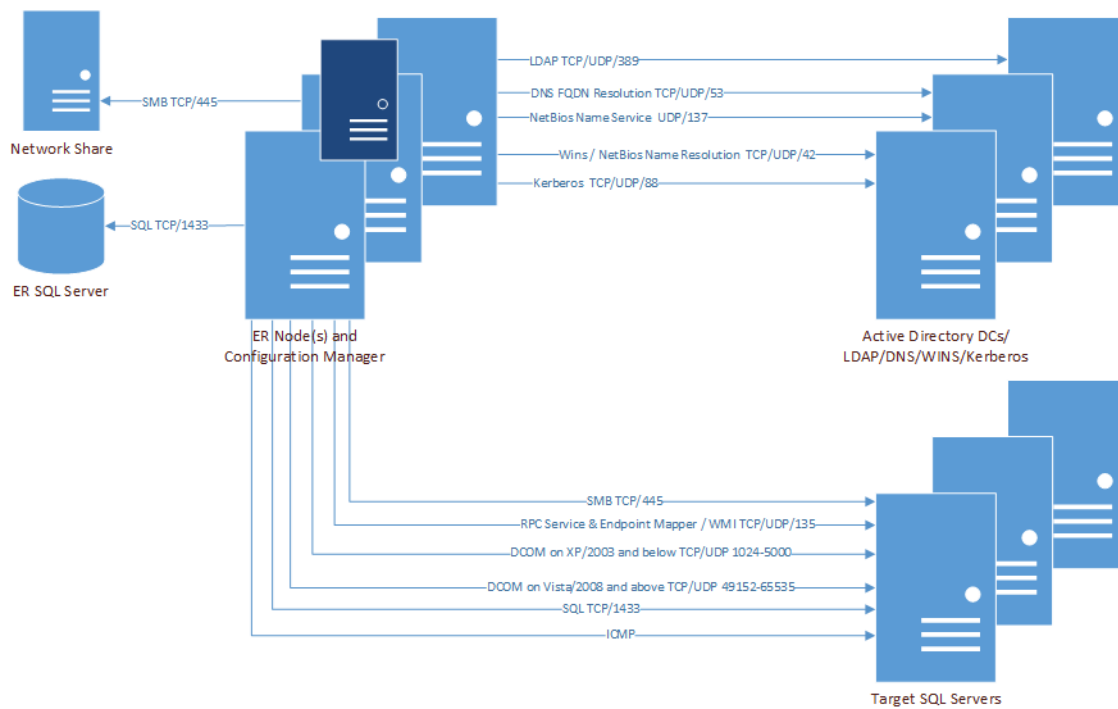 LDAP TCP/UDP/389
DNS FQDN Resolution TCP/UDP/53
SMB TCP/445
NetBios Name Service UDP/137
Network Share
Wins / NetBios Name Resolution TCP/UDP/42
Kerberos TCP/UDP/88
SQL TCP/1433
ER SQL Server
ER Node(s) and
Configuration Manager
Active Directory DCs/
LDAP/DNS/WINS/Kerberos
SMB TCP/445
RPC Service & Endpoint Mapper / WMI TCP/UDP/135
DCOM on XP/2003 and below TCP/UDP 1024-5000
DCOM on Vista/2008 and above TCP/UDP 49152-65535
SQL TCP/1433
ICMP
Target SQL Servers